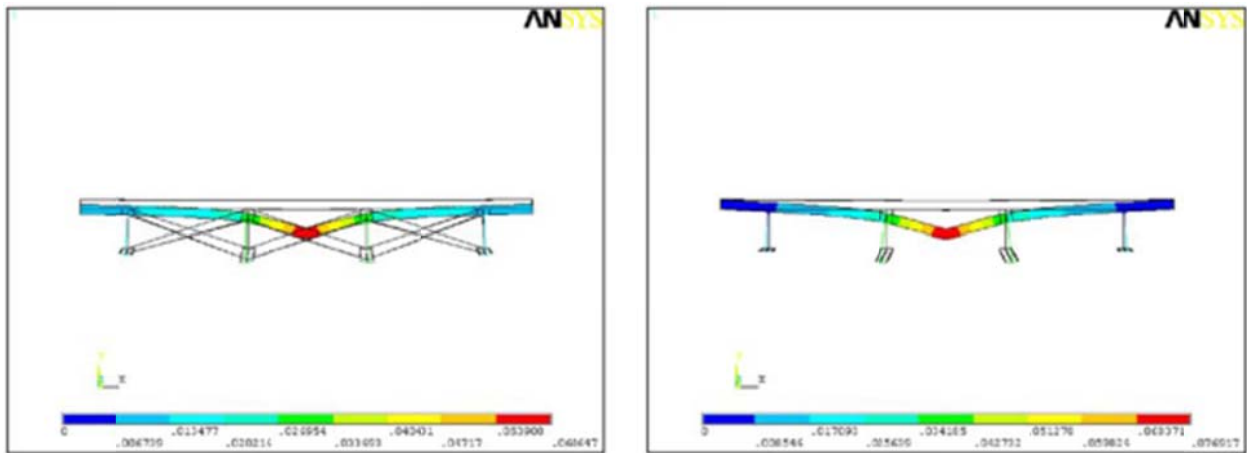 ANSYS
Y
X
0 .013477 .026954 .040431 .053908
.006739 .020216 .033693 .04717 .060647
ANSYS
Y
X
0 .017093 .034185 .051278 .068371
.008546 .025639 .042732 .059824 .076917